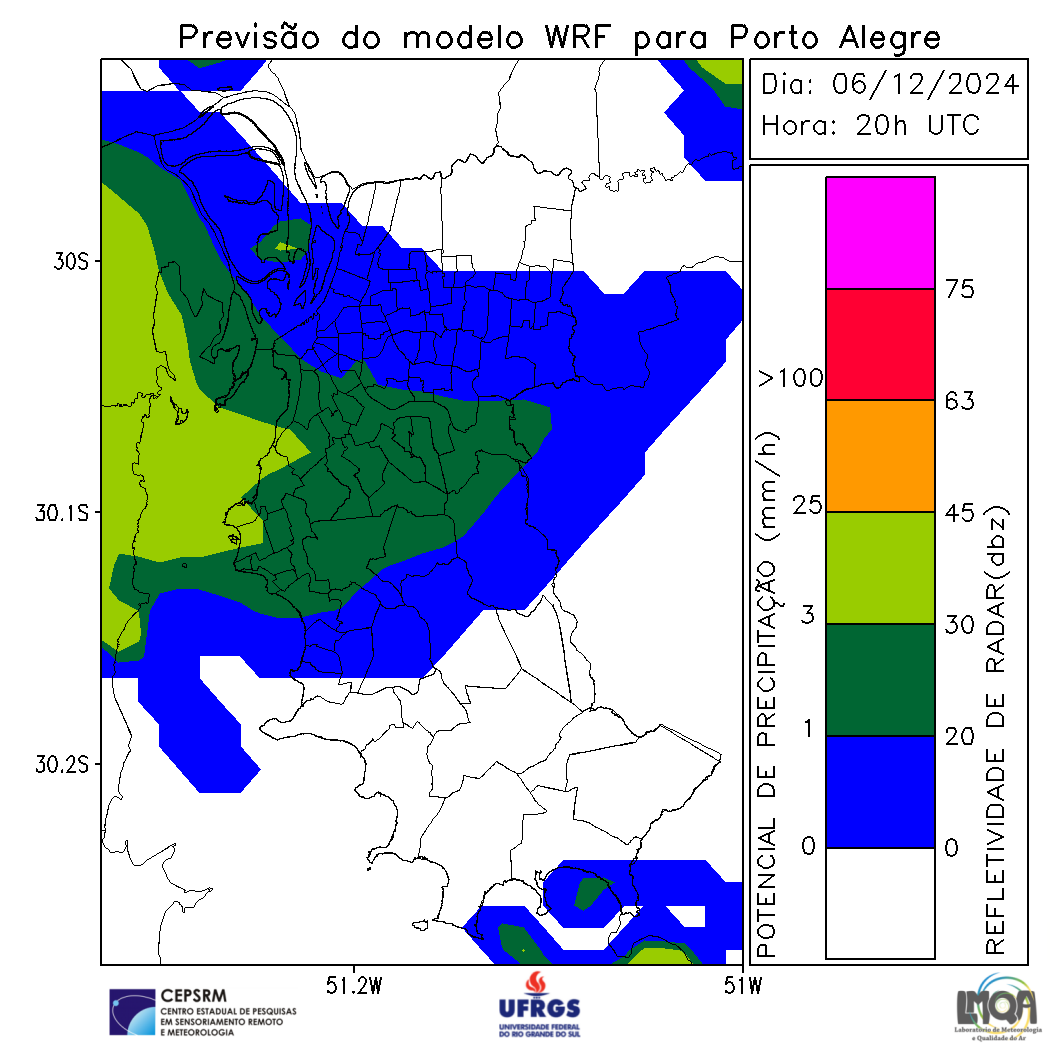 Previsão do modelo WRF para Porto Alegre
Dia: 06/12/2024
Hora: 20h UTC
30S
30.1S
30.2S
51.2W
51W
POTENCIAL DE PRECIPITAÇÃO (mm/h)
>100
25
3
1
0
75
63
45
30
20
0
REFLETIVIDADE DE RADAR(dbz)
CEPSRM
CENTRO ESTADUAL DE PESQUISAS
EM SENSORIAMENTO REMOTO
E METEOROLOGIA
UFRGS
UNIVERSIDADE FEDERAL
DO RIO GRANDE DO SUL
LMQA
Laboratório de Meteorologia
e Qualidade do Ar